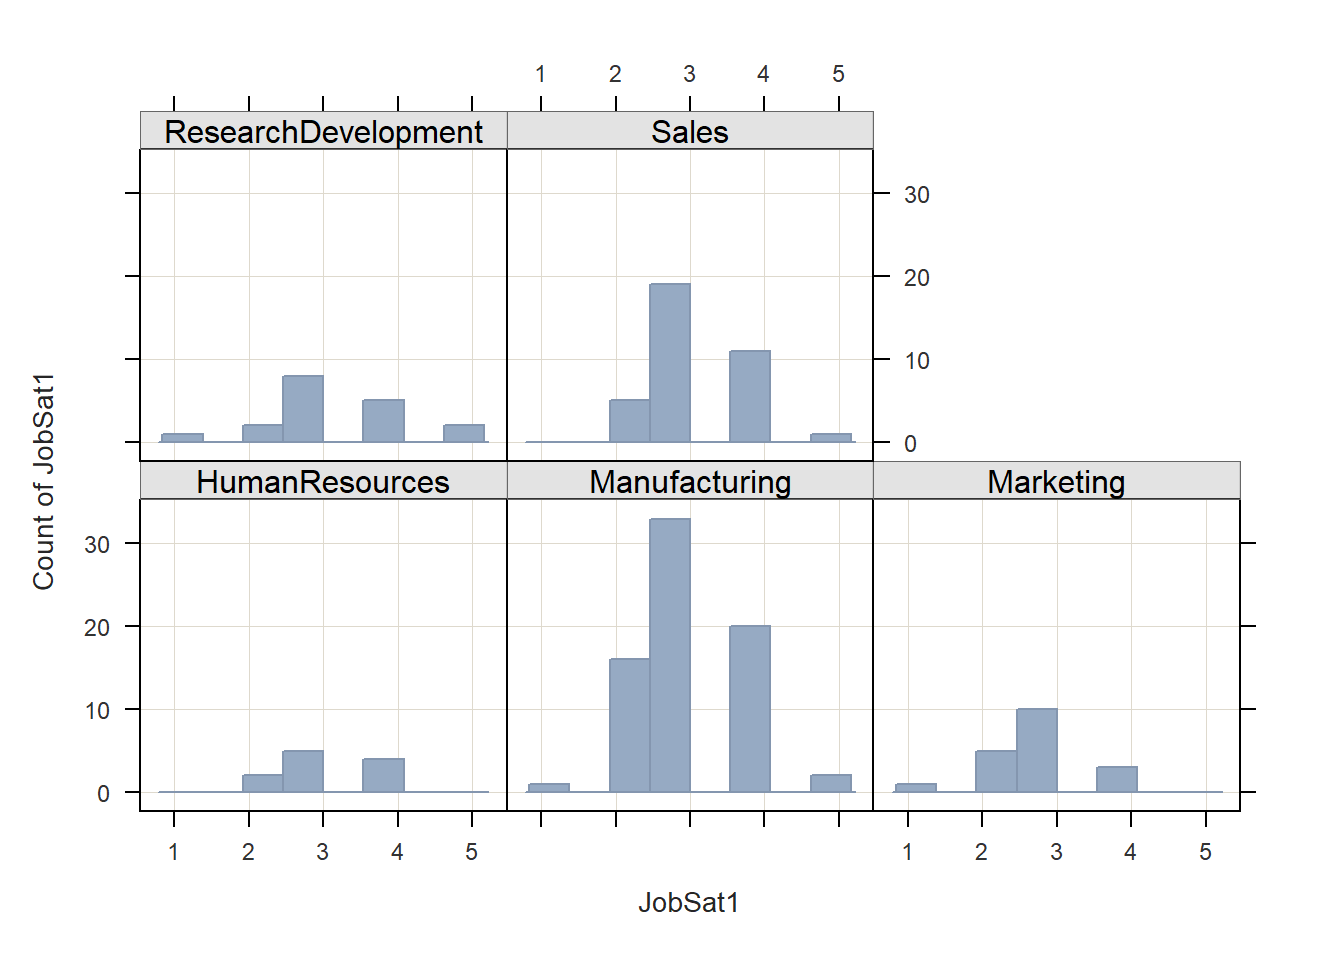 1 2 3 4 5
ResearchDevelopment Sales
30
20
10
0
Count of JobSat1
HumanResources Manufacturing Marketing
30
20
10
0
1 2 3 4 5 1 2 3 4 5
JobSat1